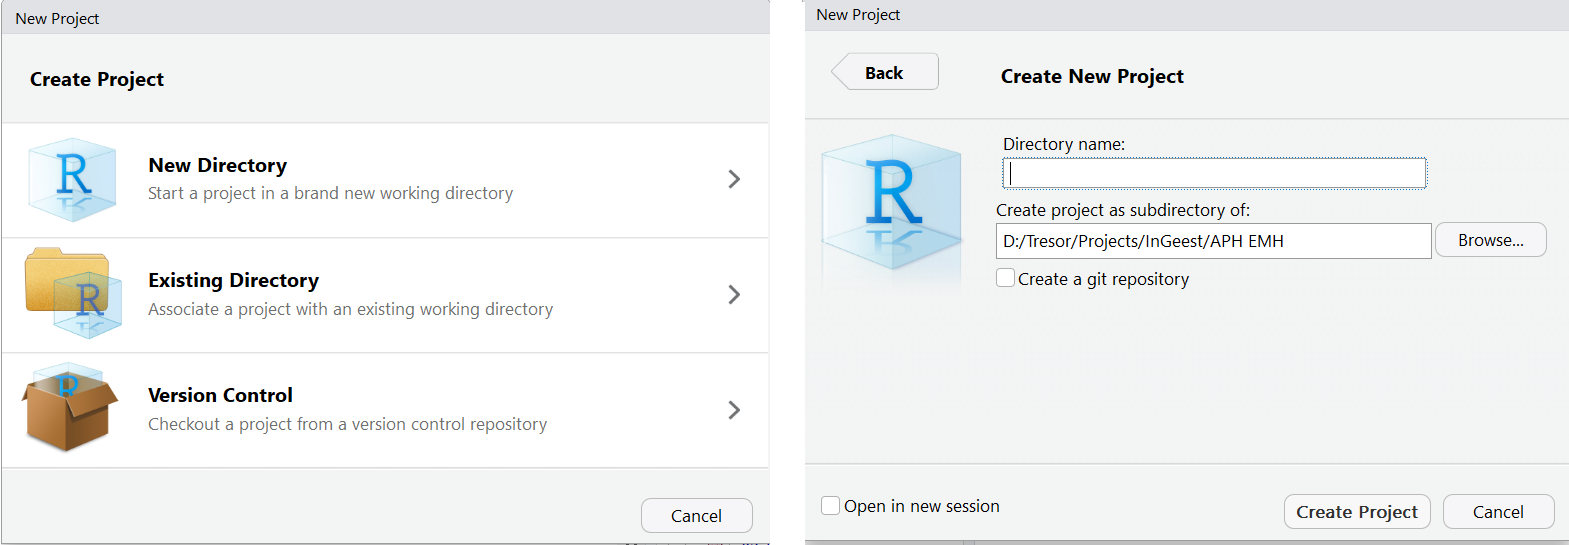 New Project
Create Project
R
New Directory
Start a project in a brand new working directory
R
Existing Directory
Associate a project with an existing working directory
R
Version Control
Checkout a project from a version control repository
Cancel
New Project
Back
Create New Project
R
Directory name:
Create project as subdirectory of:
D:/Tresor/Projects/InGeest/APH EMH
Browse...
Create a git repository
Open in new session
Create Project
Cancel